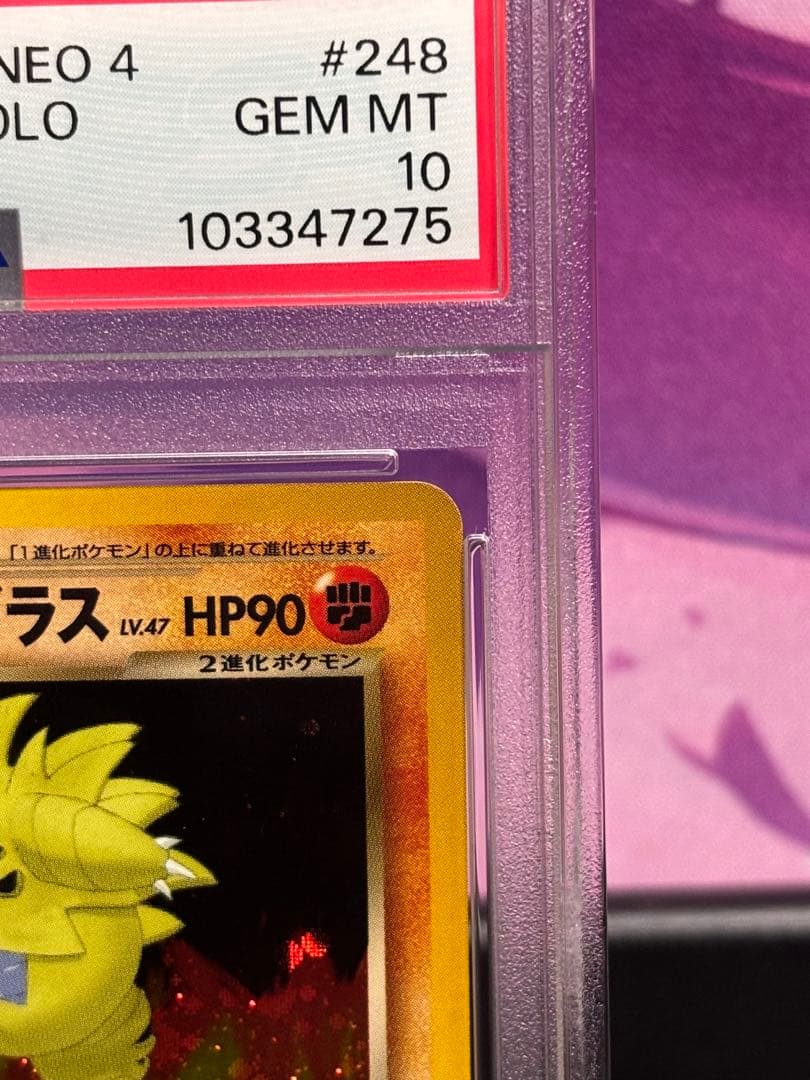 NEO 4 #248
OLO GEM MT
10
103347275
「1進化ポケモン」の上に重ねて進化させます。
ラス LV.47 HP90
2進化ポケモン